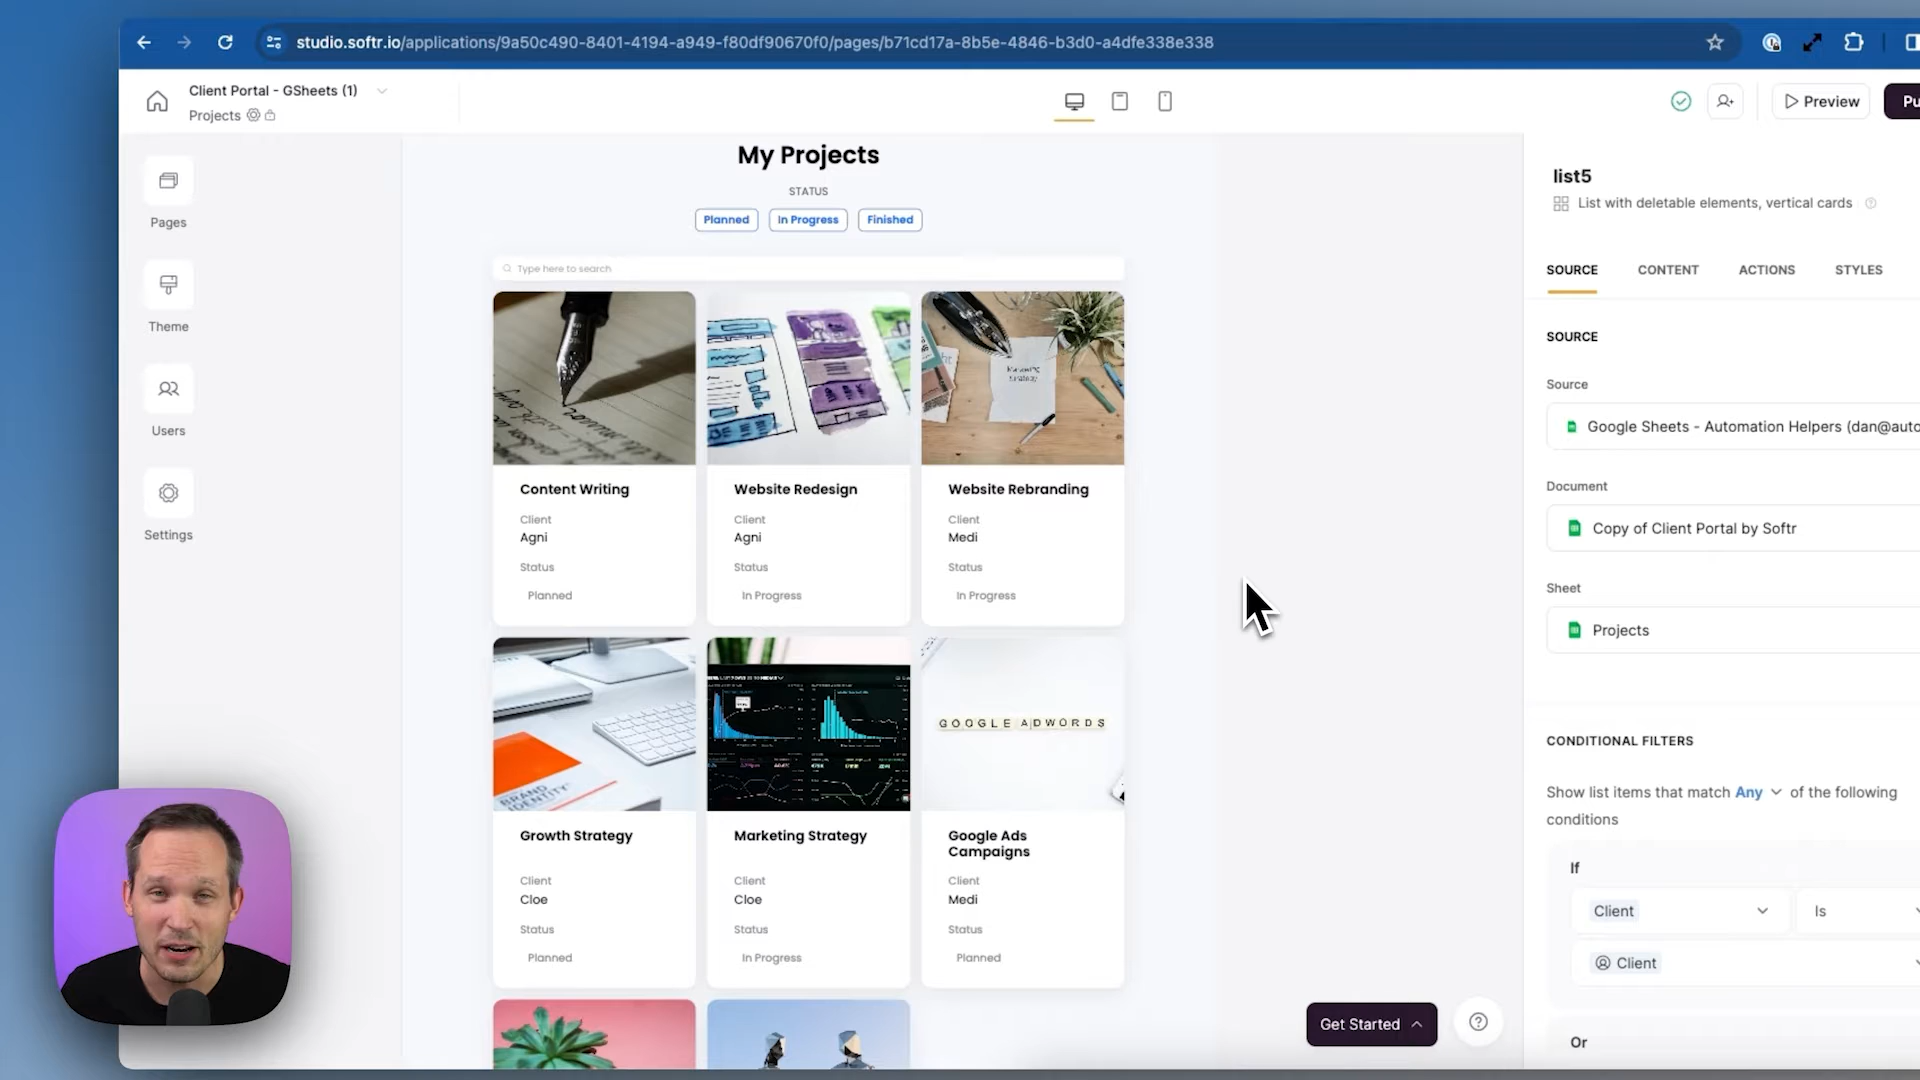 studio.softr.io/applications/9a50c490-8401-4194-a949-f80df90670f0/pages/b71cd17a-8b5e-4846-b3d0-a4dfe338e338
Client Portal - GSheets (1)
Projects
Preview
Pu
Pages
Theme
Users
Settings
My Projects
STATUS
Planned
In Progress
Finished
Type here to search
Marketing Strategy
Content Writing
Client
Agni
Status
Planned
Website Redesign
Client
Agni
Status
In Progress
Website Rebranding
Client
Medi
Status
In Progress
BRAND IDENTITY
GOOGLE ADWORDS
Growth Strategy
Client
Cloe
Status
Planned
Marketing Strategy
Client
Cloe
Status
In Progress
Google Ads
Campaigns
Client
Medi
Status
Planned
Get Started
list5
List with deletable elements, vertical cards
SOURCE
CONTENT
ACTIONS
STYLES
SOURCE
Source
Google Sheets - Automation Helpers (dan@auto
Document
Copy of Client Portal by Softr
Sheet
Projects
CONDITIONAL FILTERS
Show list items that match Any of the following
conditions
If
Client
Is
Client
Or